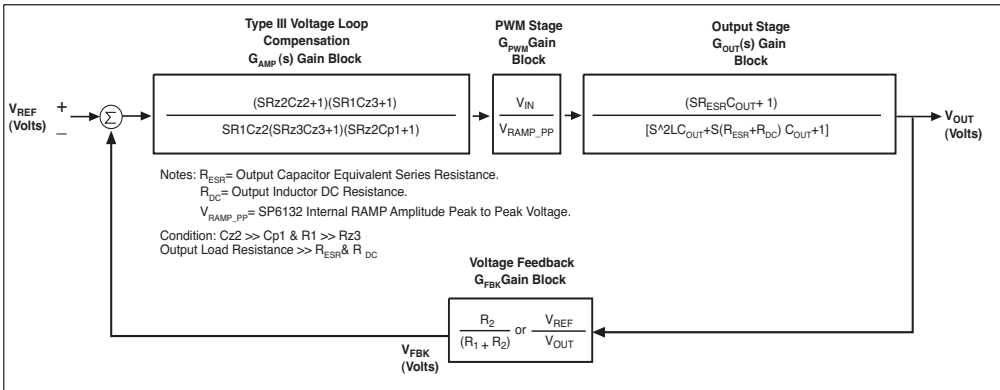 Type III Voltage Loop
Compensation
G_AMP (s) Gain Block
PWM Stage
G_PWM Gain
Block
Output Stage
G_OUT (s) Gain
Block
V_REF
(Volts)
+
−
Σ
(SRz2Cz2+1)(SR1Cz3+1)
SR1Cz2(SRz3Cz3+1)(SRz2Cp1+1)
V_IN
V_RAMP_PP
(SR_ESRC_OUT + 1)
[S^2LC_OUT+S(R_ESR+R_DC) C_OUT+1]
V_OUT
(Volts)
Notes: R_ESR= Output Capacitor Equivalent Series Resistance.
R_DC= Output Inductor DC Resistance.
V_RAMP_PP= SP6132 Internal RAMP Amplitude Peak to Peak Voltage.
Condition: Cz2 >> Cp1 & R1 >> Rz3
Output Load Resistance >> R_ESR & R_DC
Voltage Feedback
G_FBK Gain Block
R_2
(R_1 + R_2)
or
V_REF
V_OUT
V_FBK
(Volts)